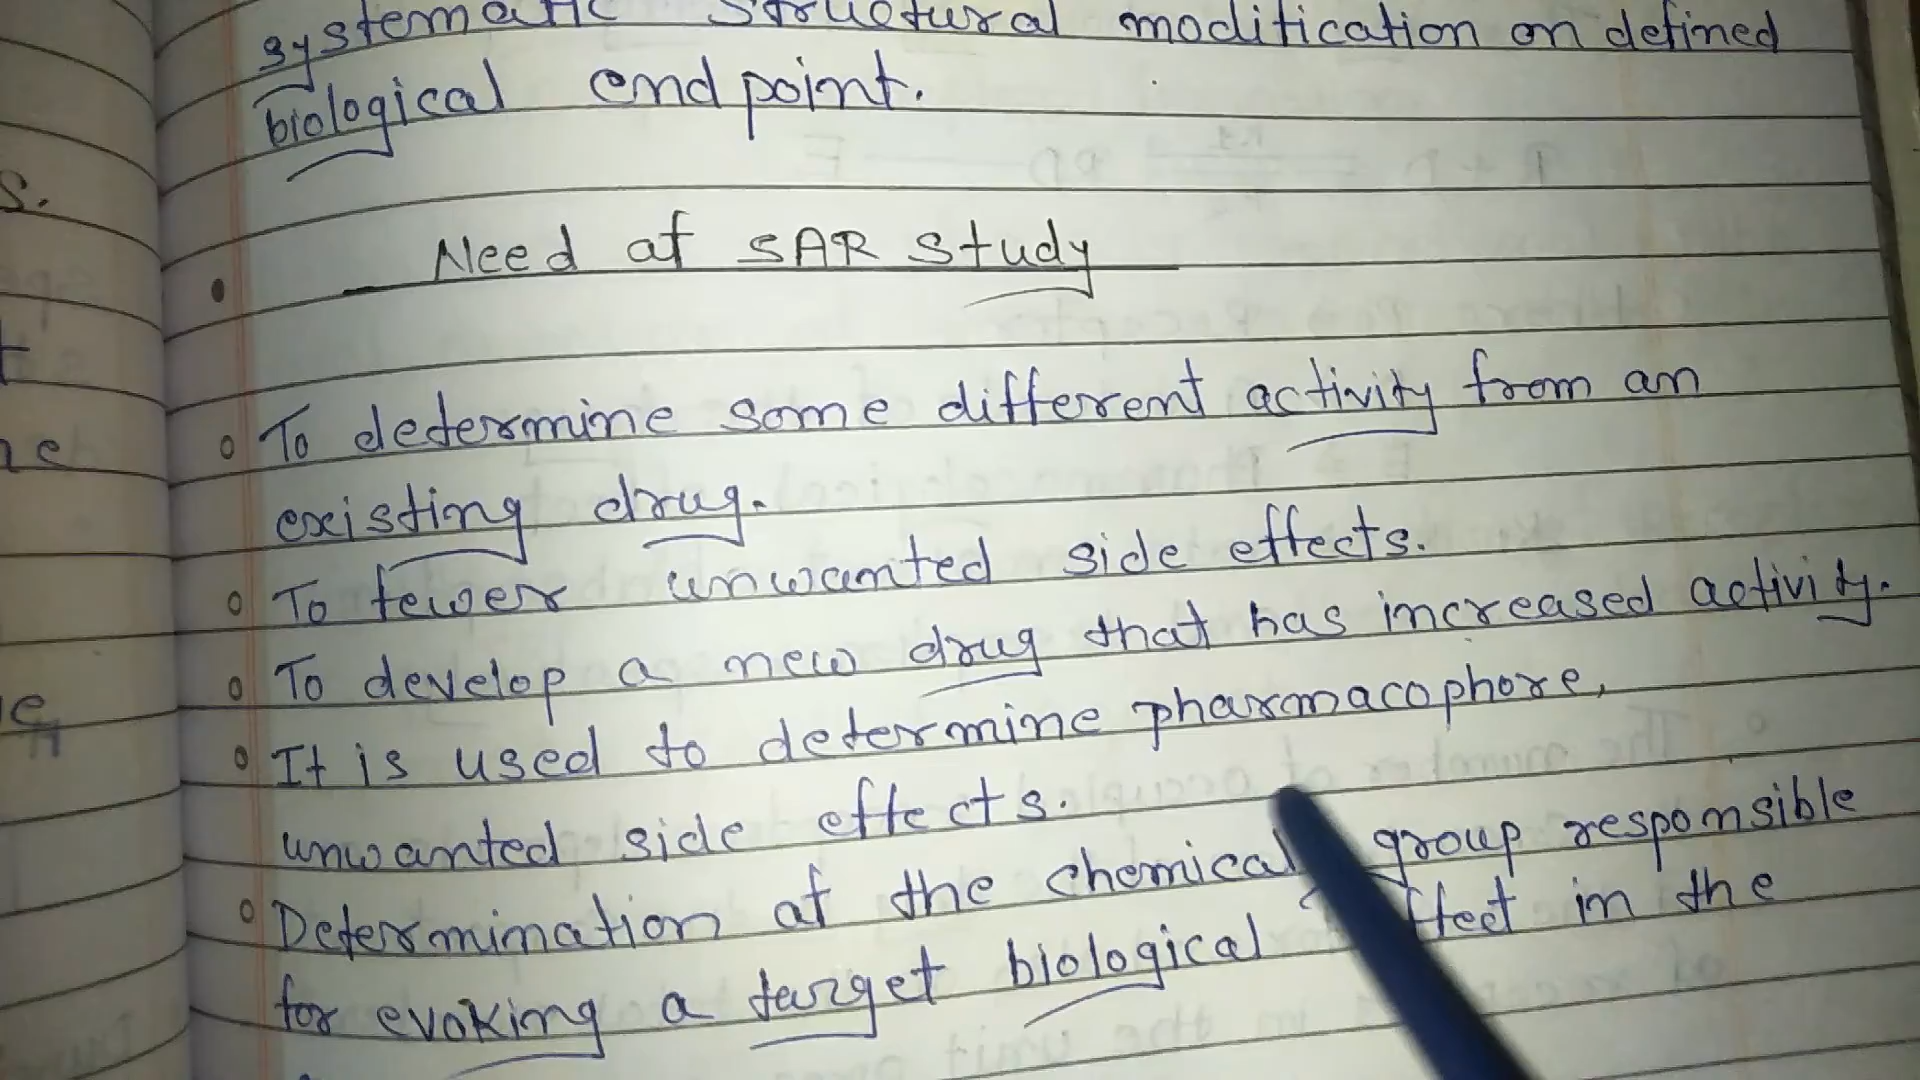 systematic structural modification on defined
biological end point.
Need of SAR study
To determine some different activity from an
existing drug.
To fewer unwanted side effects.
To develop a new drug that has increased activity.
It is used to determine pharmacophore,
unwanted side effects.
Determination of the chemical group responsible
for evoking a target biological effect in the